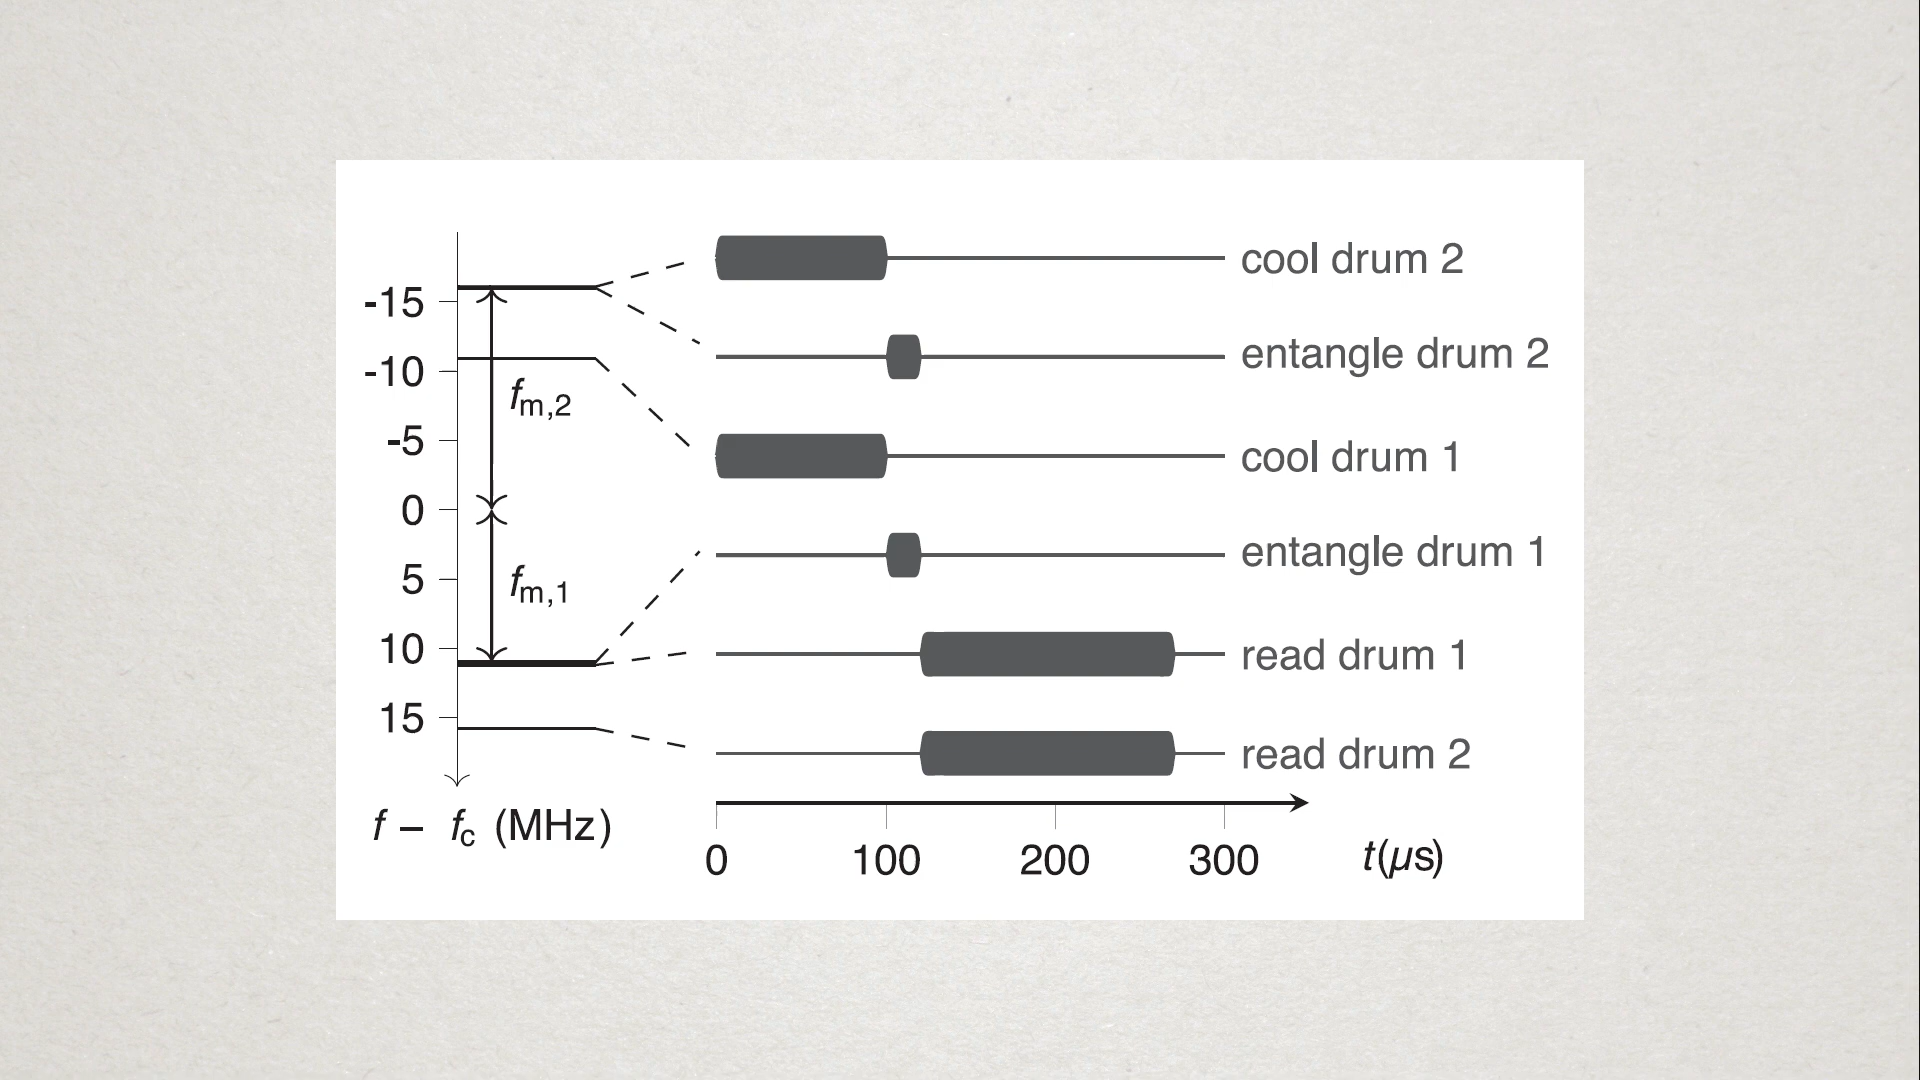 cool drum 2
-15
entangle drum 2
-10
fm,2
-5
cool drum 1
0
entangle drum 1
5
fm,1
10
read drum 1
15
read drum 2
f – fc (MHz)
0 100 200 300 t(μs)